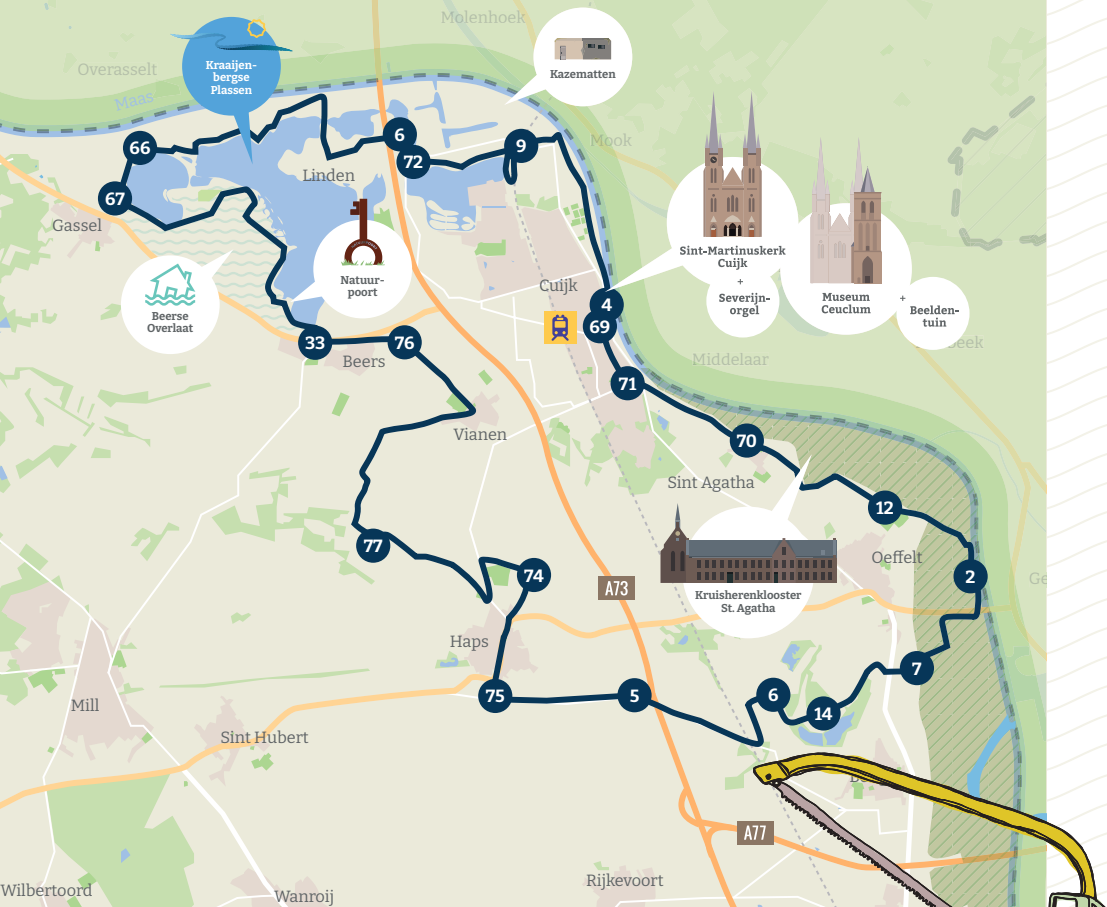 Molenhoek
Overasselt
Maas
Kraaijen-
bergse
Plassen
Kazematten
Mook
66
6
72
9
Linden
67
Gassel
Sint-Martinuskerk
Cuijk
+
Severijn-
orgel
Museum
Ceuclum
+
Beelden-
tuin
Natuur-
poort
Beerse
Overlaat
Cuijk
4
69
33
76
Beers
Middelaar
71
Vianen
70
Sint Agatha
12
77
74
Oeffelt
2
A73
Kruisherenklooster
St. Agatha
Haps
7
75
5
6
14
Mill
Sint Hubert
A77
Rijkevoort
Wilbertoord
Wanroij